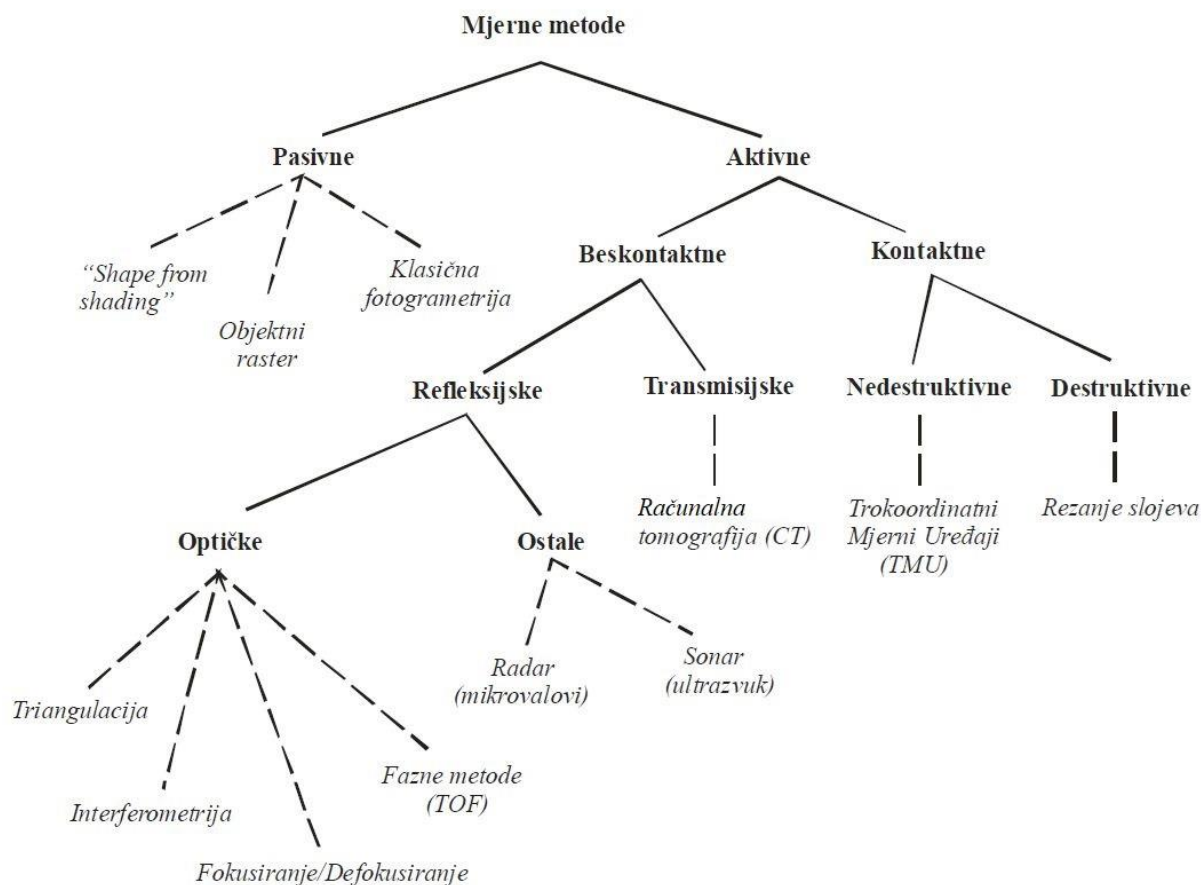 Mjerne metode
Pasivne
Aktivne
“Shape from
shading”
Objektni
raster
Klasična
fotogrametrija
Beskontaktne
Kontaktne
Refleksijske
Transmisijske
Nedestruktivne
Destruktivne
Računalna
tomografija (CT)
Trokoordinatni
Mjerni Uređaji
(TMU)
Rezanje slojeva
Optičke
Ostale
Radar
(mikrovalovi)
Sonar
(ultrazvuk)
Triangulacija
Interferometrija
Fokusiranje/Defokusiranje
Fazne metode
(TOF)